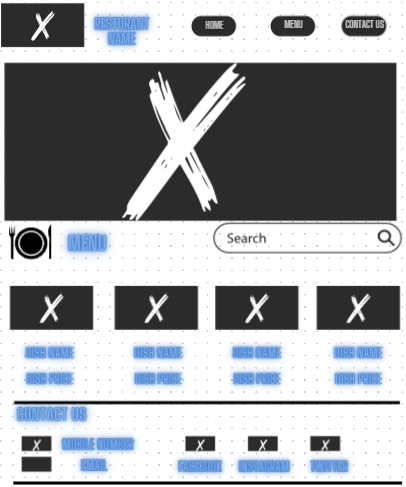 RESTURANT
NAME
HOME
MENU
CONTACT US
MENU
Search
DISH NAME
DISH NAME
DISH NAME
DISH NAME
DISH PRICE
DISH PRICE
DISH PRICE
DISH PRICE
CONTACT US
MOBILE NUMBER
EMAIL
FACEBOOK
INSTAGRAM
TWITTER